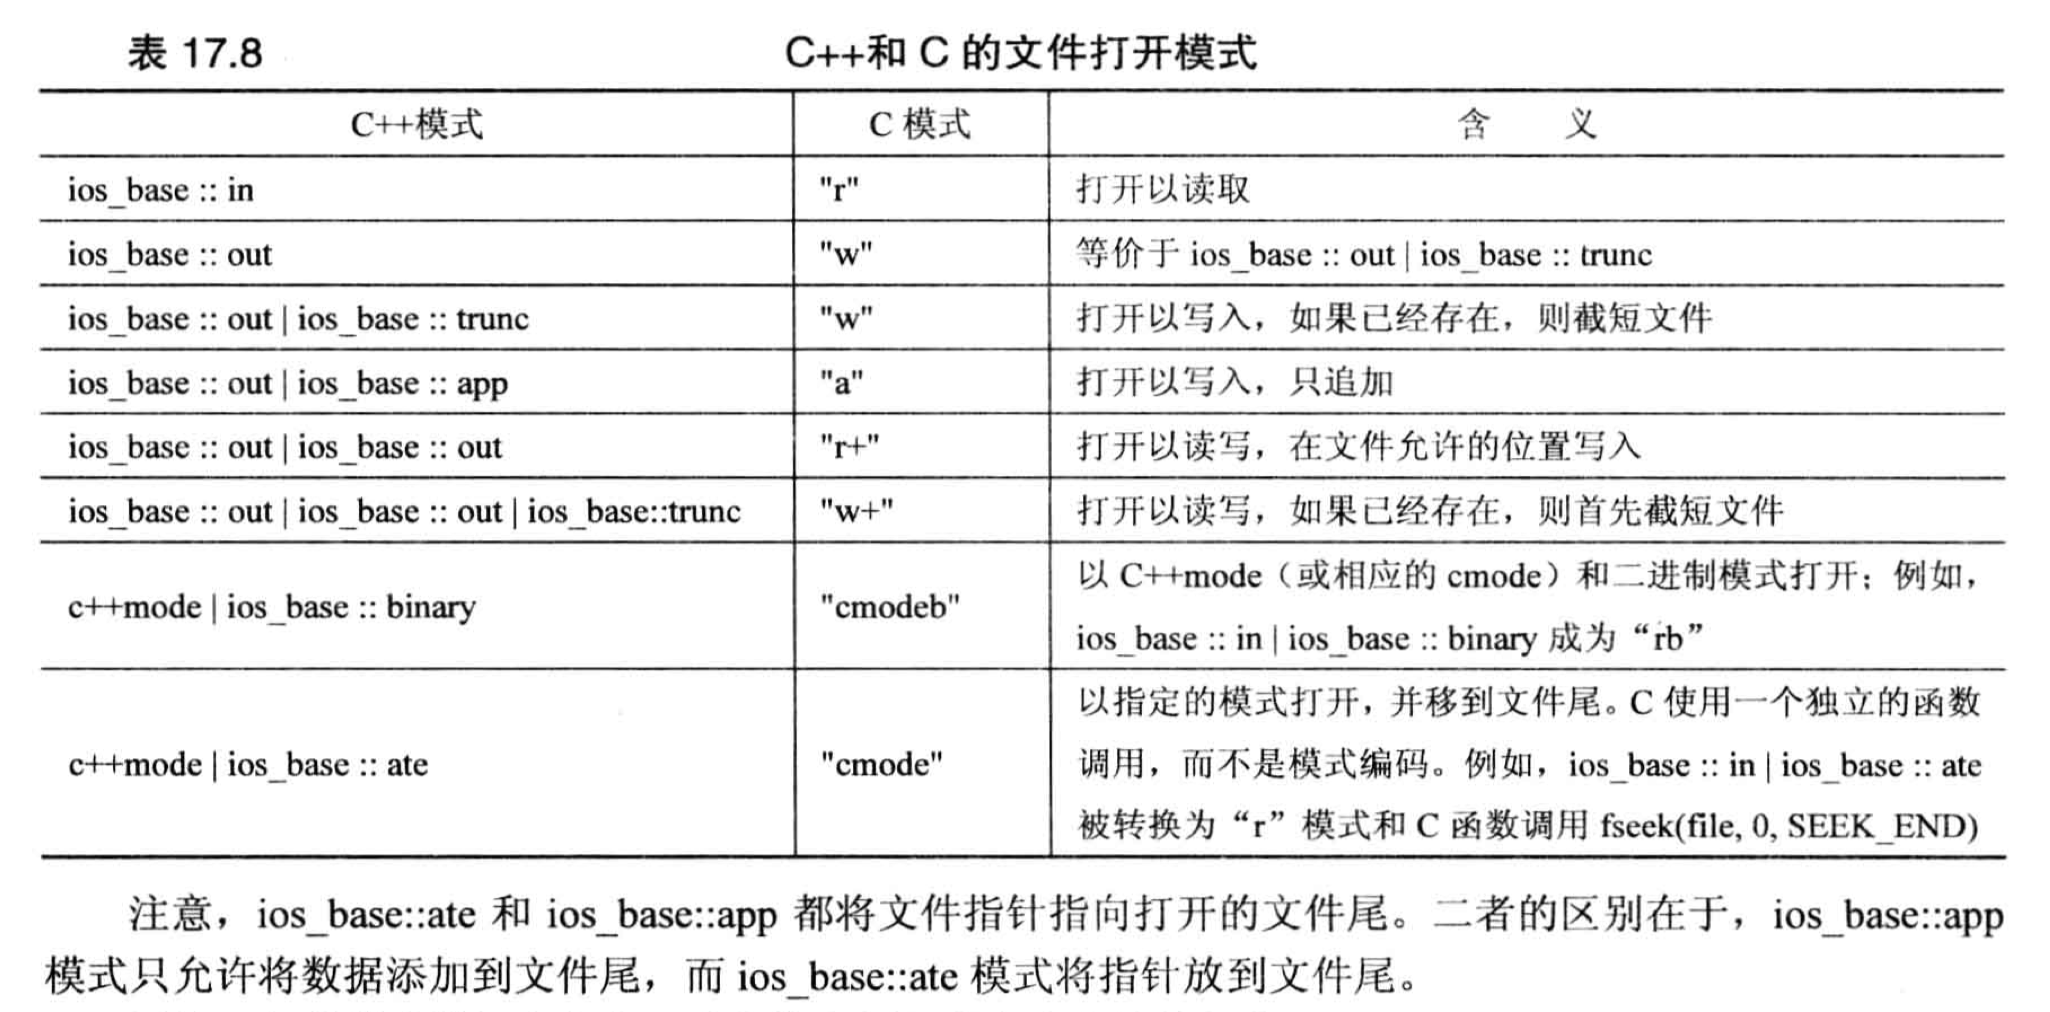 表 17.8 C++和 C 的文件打开模式
C++模式 C 模式 含 义
ios_base :: in "r" 打开以读取
ios_base :: out "w" 等价于 ios_base :: out | ios_base :: trunc
ios_base :: out | ios_base :: trunc "w" 打开以写入，如果已经存在，则截短文件
ios_base :: out | ios_base :: app "a" 打开以写入，只追加
ios_base :: out | ios_base :: out "r+" 打开以读写，在文件允许的位置写入
ios_base :: out | ios_base :: out | ios_base::trunc "w+" 打开以读写，如果已经存在，则首先截短文件
c++mode | ios_base :: binary "cmodeb" 以 C++mode（或相应的 cmode）和二进制模式打开；例如，
ios_base :: in | ios_base :: binary 成为“rb”
以指定的模式打开，并移到文件尾。C 使用一个独立的函数
c++mode | ios_base :: ate "cmode" 调用，而不是模式编码。例如，ios_base :: in | ios_base :: ate
被转换为“r”模式和 C 函数调用 fseek(file, 0, SEEK_END)
注意，ios_base::ate 和 ios_base::app 都将文件指针指向打开的文件尾。二者的区别在于，ios_base::app
模式只允许将数据添加到文件尾，而 ios_base::ate 模式将指针放到文件尾。